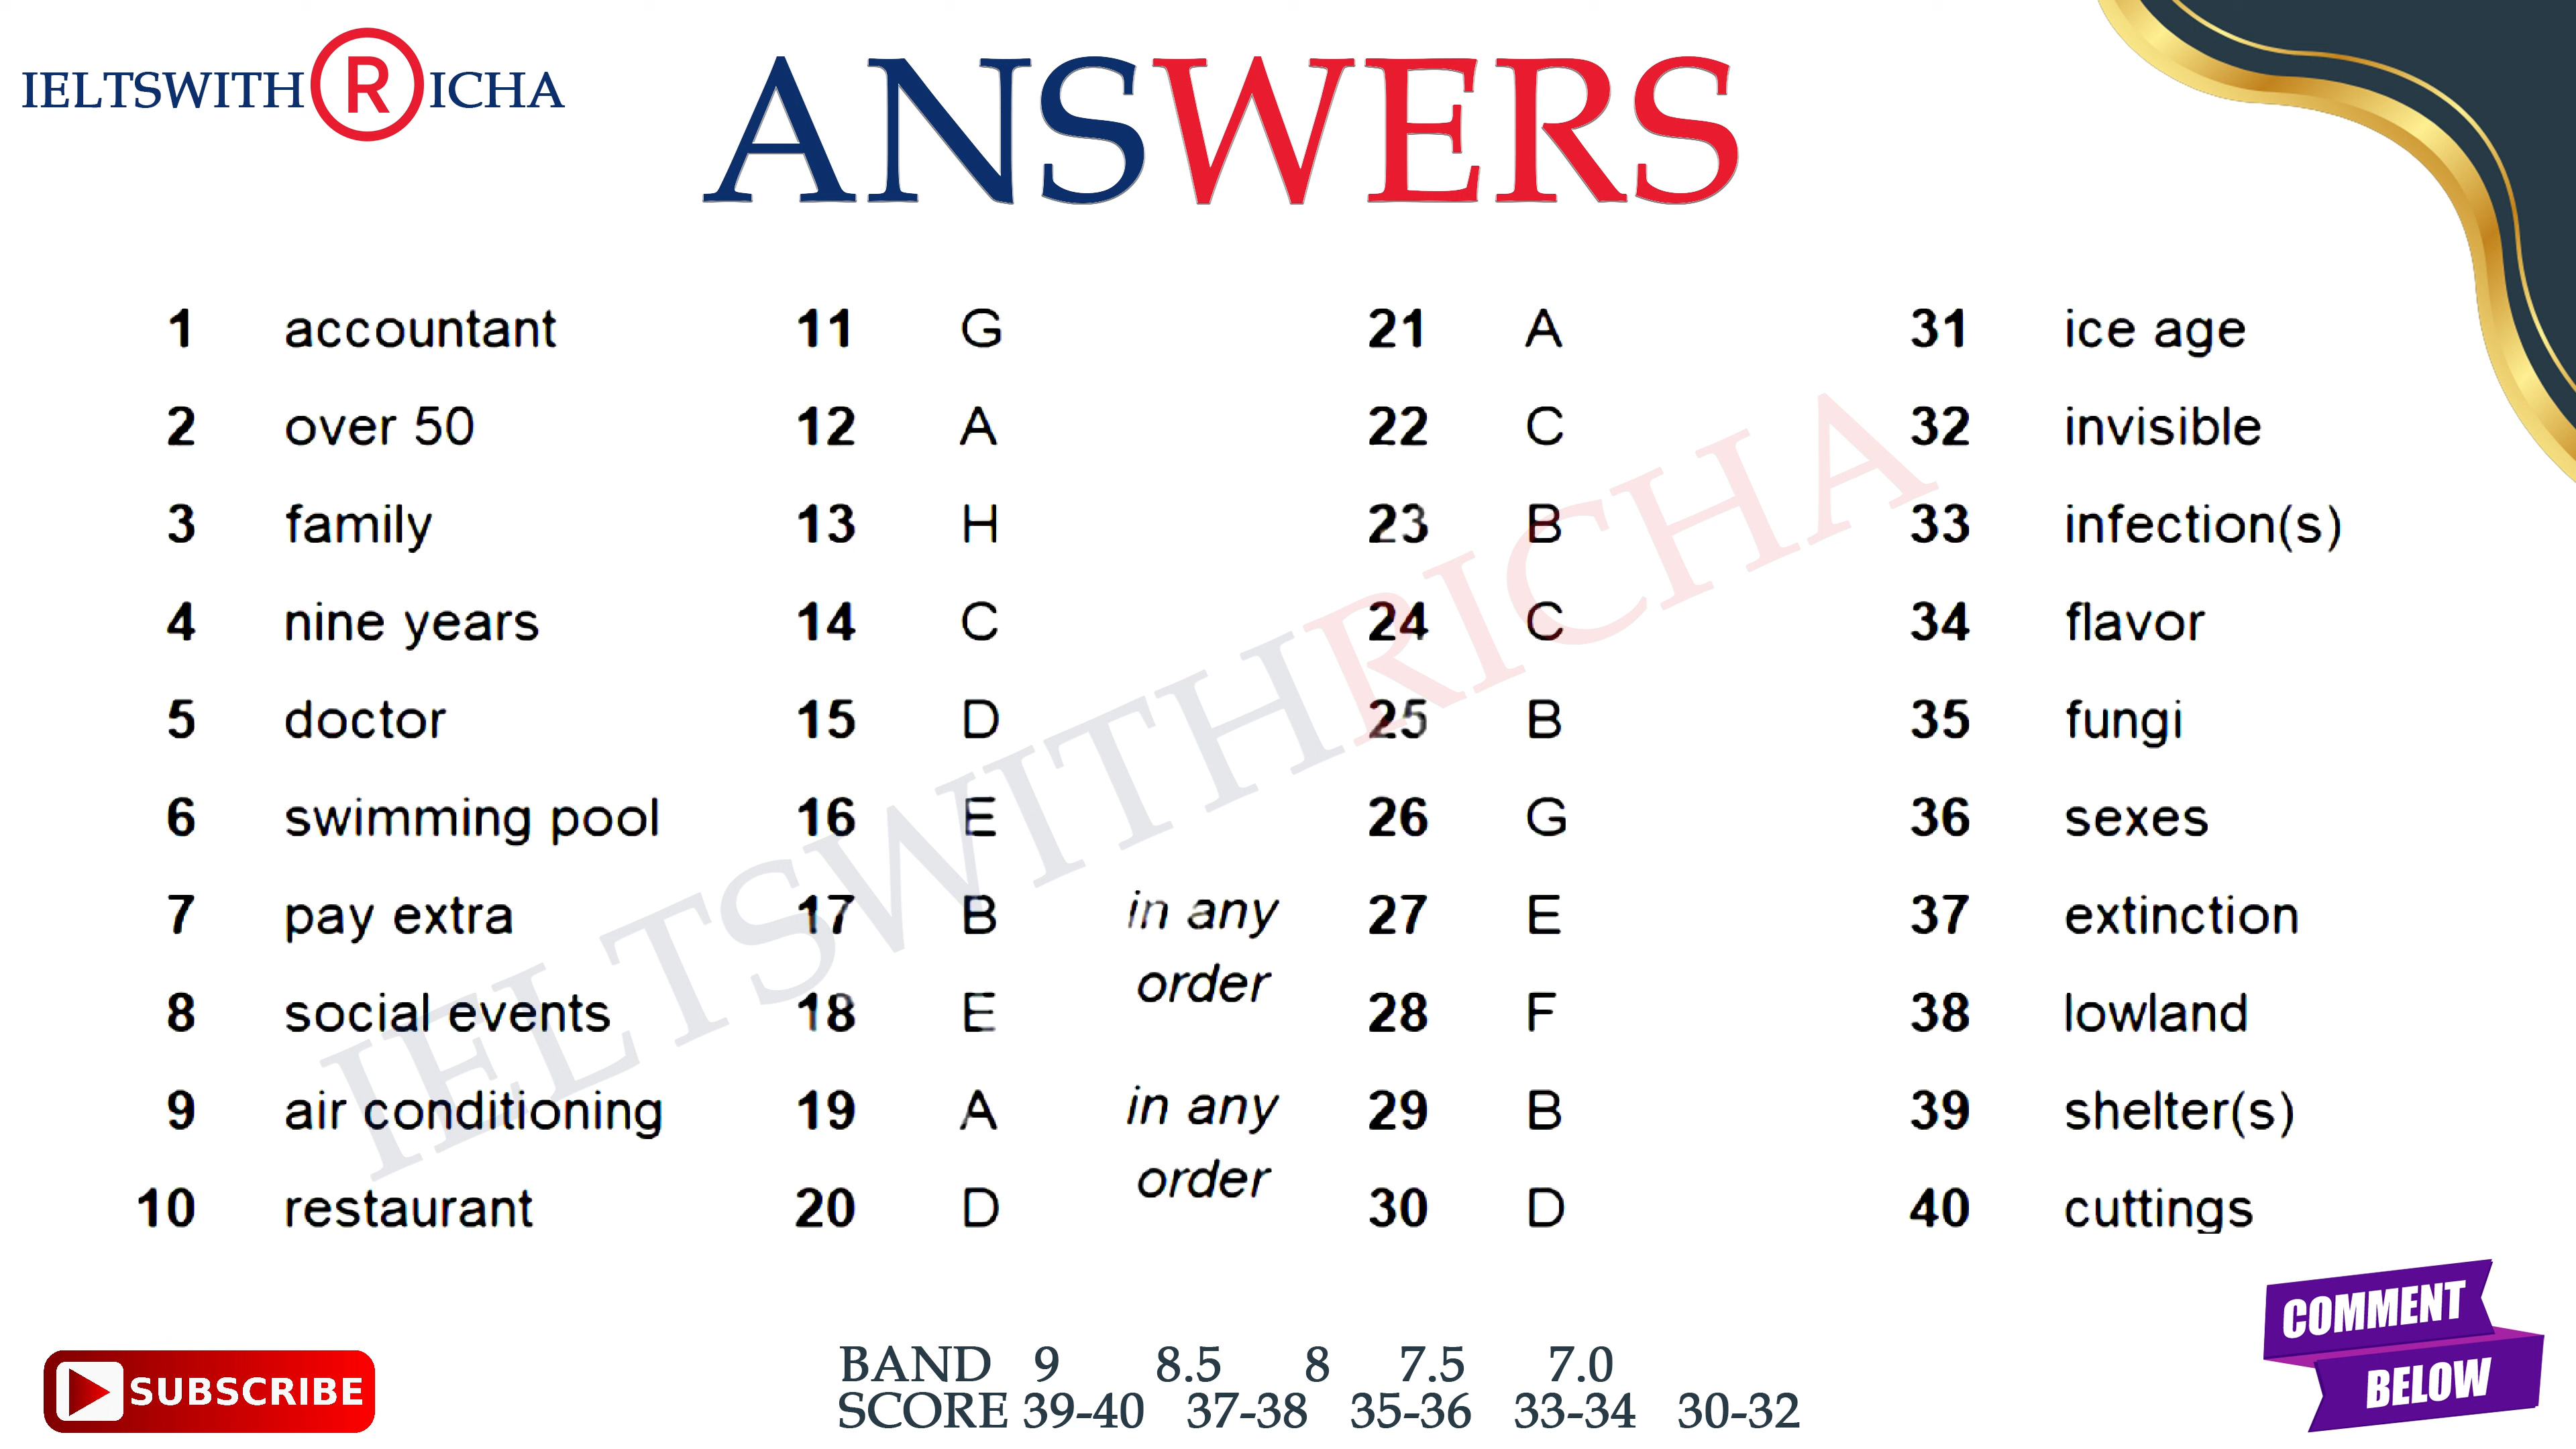 IELTSWITH RICHA
ANSWERS
1 accountant
2 over 50
3 family
4 nine years
5 doctor
6 swimming pool
7 pay extra
8 social events
9 air conditioning
10 restaurant
11 G
12 A
13 H
14 C
15 D
16 E
17 B
18 E
in any
order
19 A
20 D
in any
order
21 A
22 C
23 B
24 C
25 B
26 G
27 E
28 F
29 B
30 D
31 ice age
32 invisible
33 infection(s)
34 flavor
35 fungi
36 sexes
37 extinction
38 lowland
39 shelter(s)
40 cuttings
IELTSWITHRICHA
SUBSCRIBE
BAND 9 8.5 8 7.5 7.0
SCORE 39-40 37-38 35-36 33-34 30-32
COMMENT
BELOW